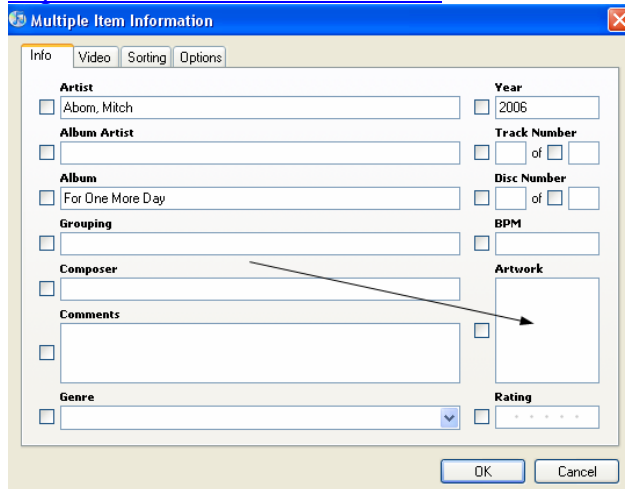 Multiple Item Information
Info Video Sorting Options
Artist
Abom, Mitch
Year
2006
Album Artist
Track Number
of
Album
For One More Day
Disc Number
of
Grouping
BPM
Composer
Artwork
Comments
Genre
Rating
OK Cancel